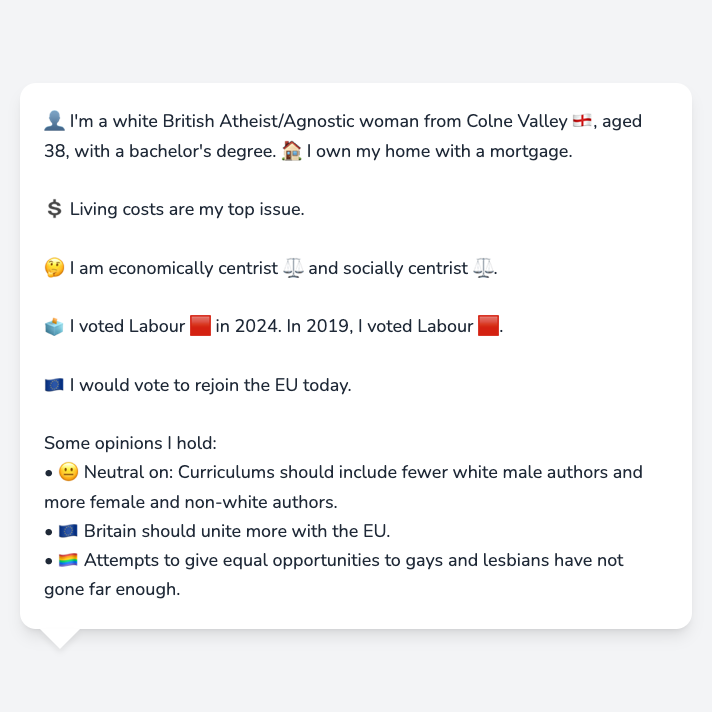 👤 I'm a white British Atheist/Agnostic woman from Colne Valley 🏴󠁧󠁢󠁥󠁮󠁧󠁿, aged
38, with a bachelor's degree. 🏠 I own my home with a mortgage.
💲 Living costs are my top issue.
🤔 I am economically centrist ⚖️ and socially centrist ⚖️.
🗳️ I voted Labour 🟥 in 2024. In 2019, I voted Labour 🟥.
🇪🇺 I would vote to rejoin the EU today.
Some opinions I hold:
• 😐 Neutral on: Curriculums should include fewer white male authors and
more female and non-white authors.
• 🇪🇺 Britain should unite more with the EU.
• 🏳️‍🌈 Attempts to give equal opportunities to gays and lesbians have not
gone far enough.